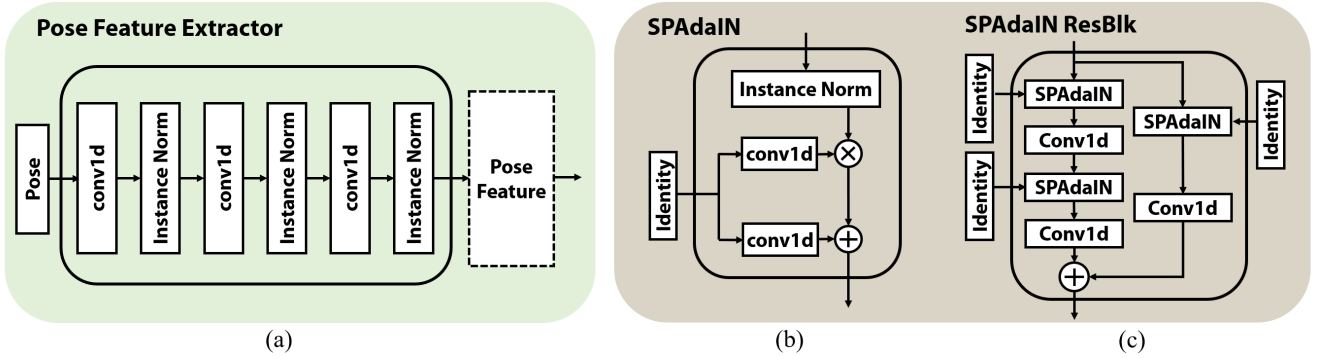 Pose Feature Extractor
Pose
conv1d
Instance Norm
conv1d
Instance Norm
conv1d
Instance Norm
Pose
Feature
(a)
SPAdaIN
Instance Norm
Identity
conv1d
conv1d
(b)
SPAdaIN ResBlk
Identity
SPAdaIN
Conv1d
Identity
SPAdaIN
Conv1d
SPAdaIN
Identity
Conv1d
(c)